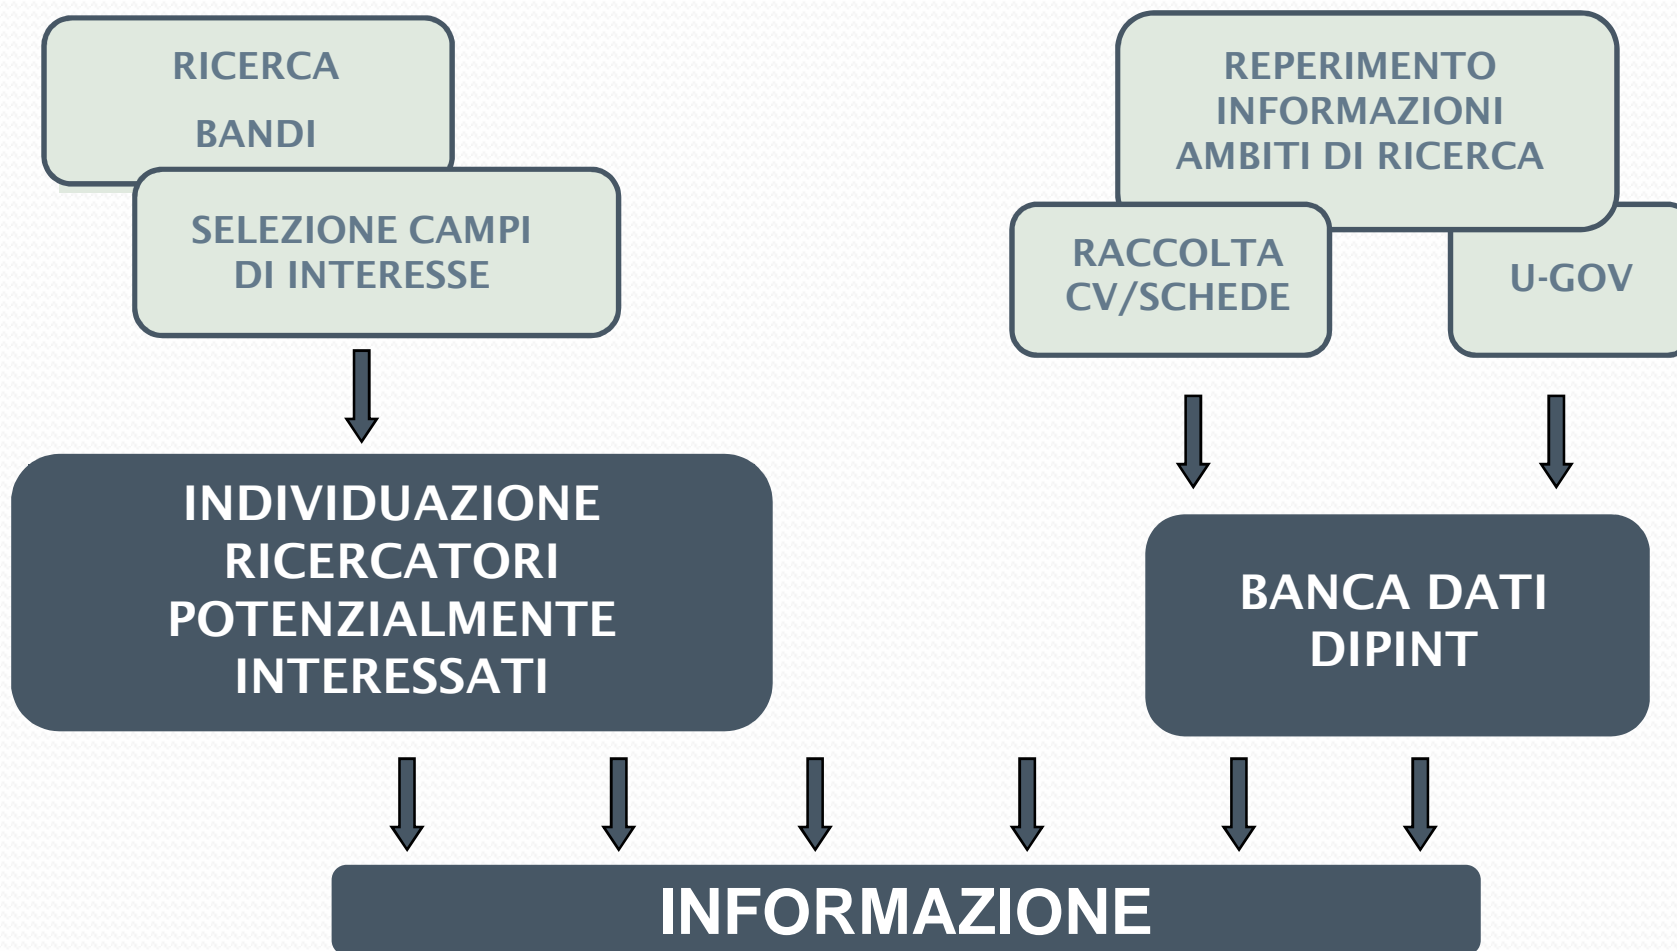 RICERCA
BANDI
SELEZIONE CAMPI
DI INTERESSE
REPERIMENTO
INFORMAZIONI
AMBITI DI RICERCA
RACCOLTA
CV/SCHEDE
U-GOV
INDIVIDUAZIONE
RICERCATORI
POTENZIALMENTE
INTERESSATI
BANCA DATI
DIPINT
INFORMAZIONE